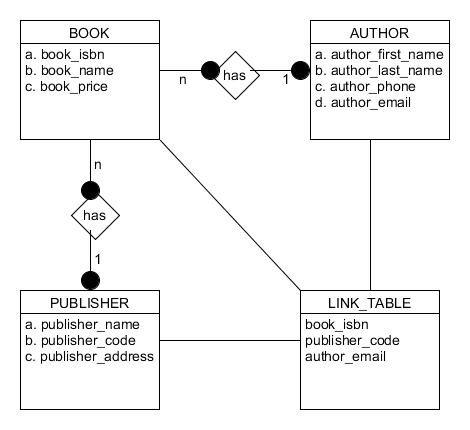 BOOK
a. book_isbn
b. book_name
c. book_price
n
has
1
AUTHOR
a. author_first_name
b. author_last_name
c. author_phone
d. author_email
n
has
1
PUBLISHER
a. publisher_name
b. publisher_code
c. publisher_address
LINK_TABLE
book_isbn
publisher_code
author_email